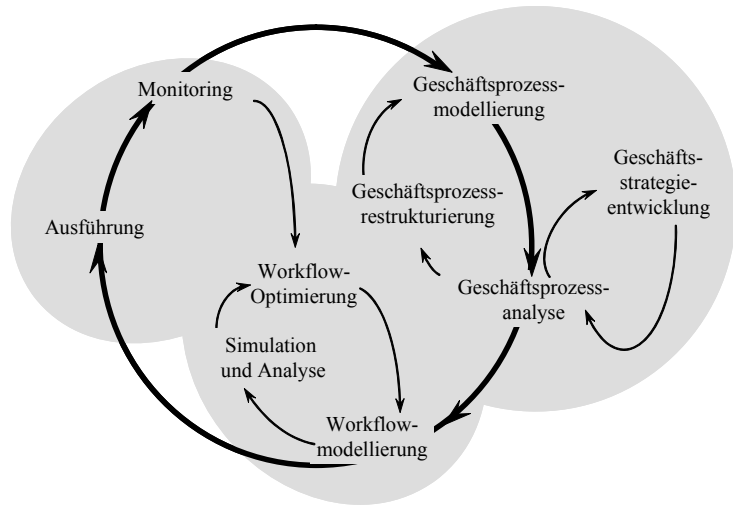 Monitoring
Geschäftsprozess-
modellierung
Geschäfts-
strategie-
entwicklung
Geschäftsprozess-
restrukturierung
Ausführung
Workflow-
Optimierung
Geschäftsprozess-
analyse
Simulation
und Analyse
Workflow-
modellierung